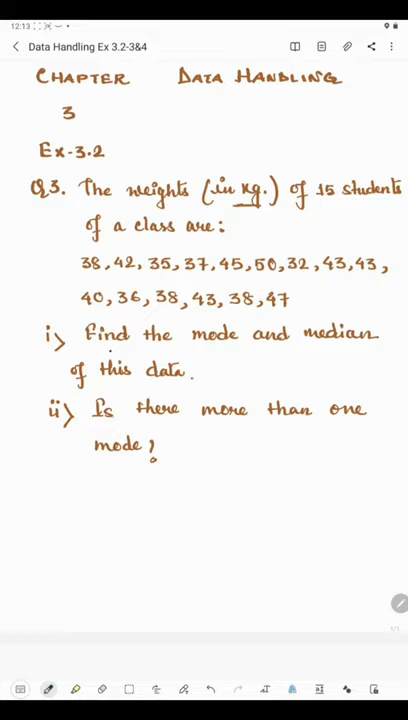 12:13
Data Handling Ex 3.2-3&4
CHAPTER DATA HANDLING
3
Ex-3.2
Q3. The weights (in kg.) of 15 students
of a class are:
38, 42, 35, 37, 45, 50, 32, 43, 43,
40, 36, 38, 43, 38, 47
i) Find the mode and median
of this data.
ii) Is there more than one
mode?
1/1